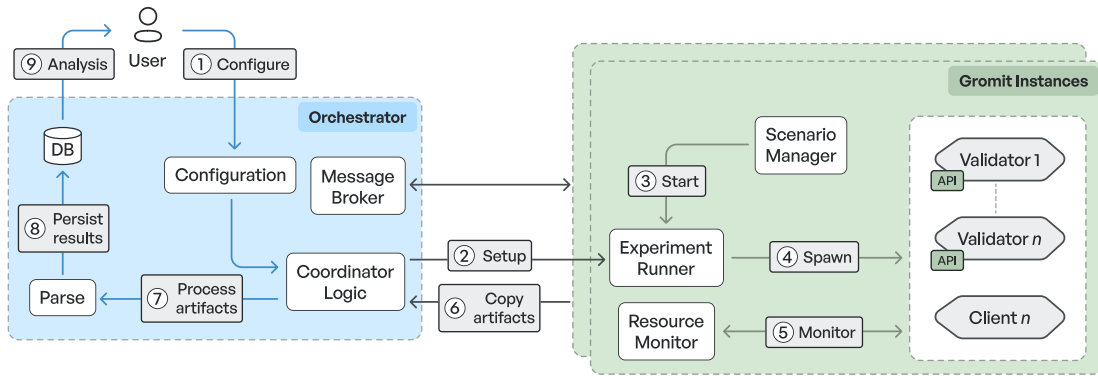 User
⑨ Analysis
① Configure
Orchestrator
DB
Configuration
Message
Broker
⑧ Persist
results
Coordinator
Logic
Parse
⑦ Process
artifacts
② Setup
⑥ Copy
artifacts
Gromit Instances
Scenario
Manager
③ Start
Experiment
Runner
④ Spawn
Resource
Monitor
⑤ Monitor
Validator 1
API
Validator n
API
Client n